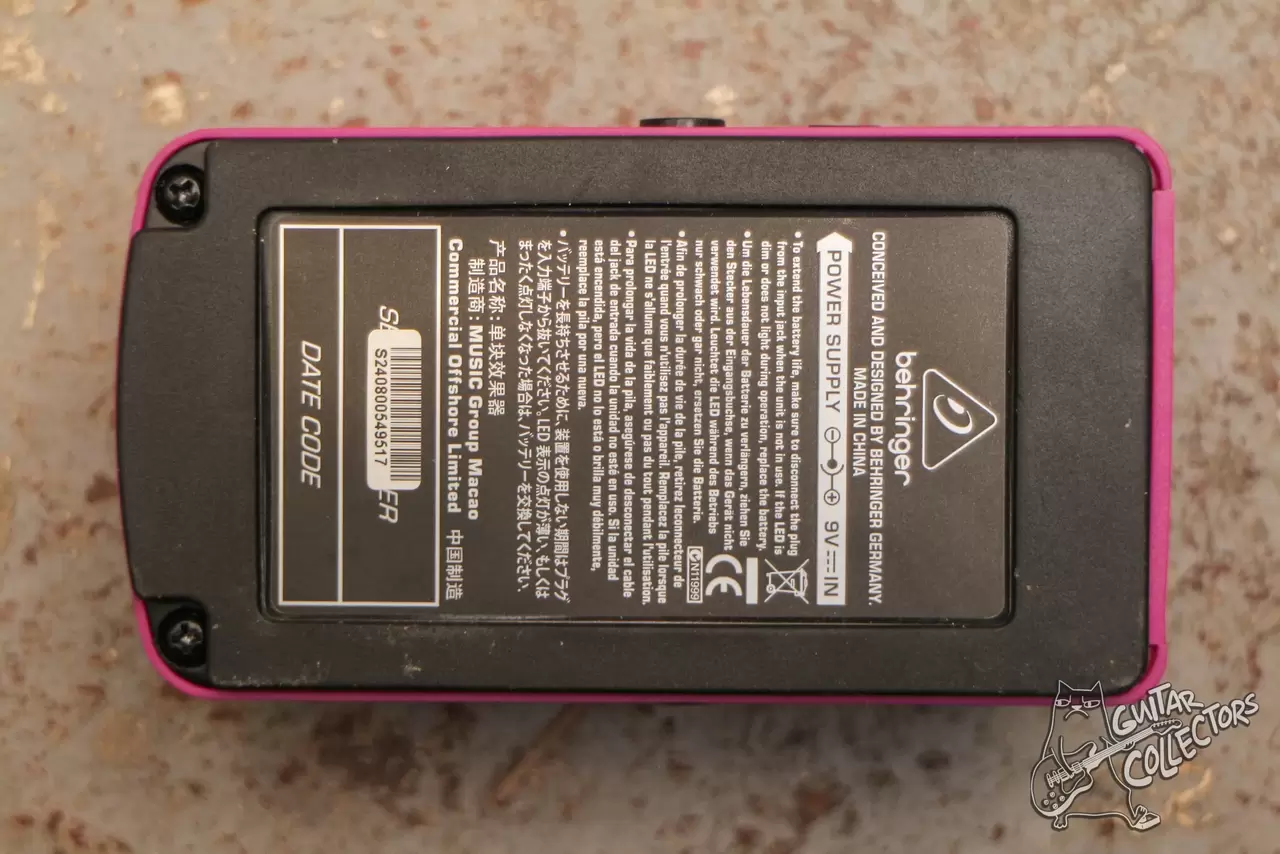 behringer
CONCEIVED AND DESIGNED BY BEHRINGER GERMANY.
MADE IN CHINA
POWER SUPPLY ⊖ ⊕ 9V⎓IN
• To extend the battery life, make sure to disconnect the plug
from the input jack when the unit is not in use. If the LED is
dim or does not light during operation, replace the battery.
• Um die Lebensdauer der Batterie zu verlängern, ziehen Sie
den Stecker aus der Eingangsbuchse, wenn das Gerät nicht
verwendet wird. Leuchtet die LED während des Betriebs
nur schwach oder gar nicht, ersetzen Sie die Batterie.
CE
N11999
• Afin de prolonger la durée de vie de la pile, retirez leconnecteur de
l'entrée quand vous n'utilisez pas l'appareil. Remplacez la pile lorsque
la LED ne s'allume que faiblement ou pas du tout pendant l'utilisation.
• Para prolongar la vida de la pila, asegúrese de desconectar el cable
del jack de entrada cuando la unidad no esté en uso. Si la unidad
está encendida, pero el LED no lo está o brilla muy débilmente,
reemplace la pila por una nueva.
• バッテリーを長持ちさせるために、装置を使用しない期間はプラグ
を入力端子から抜いてください。LED 表示の点灯が薄い、もしくは
まったく点灯しなくなった場合は、バッテリーを交換してください。
产品名称: 单块效果器
制造商: MUSIC Group Macao
Commercial Offshore Limited 中国制造
S240800549517
DATE CODE
GUITAR
COLLECTORS